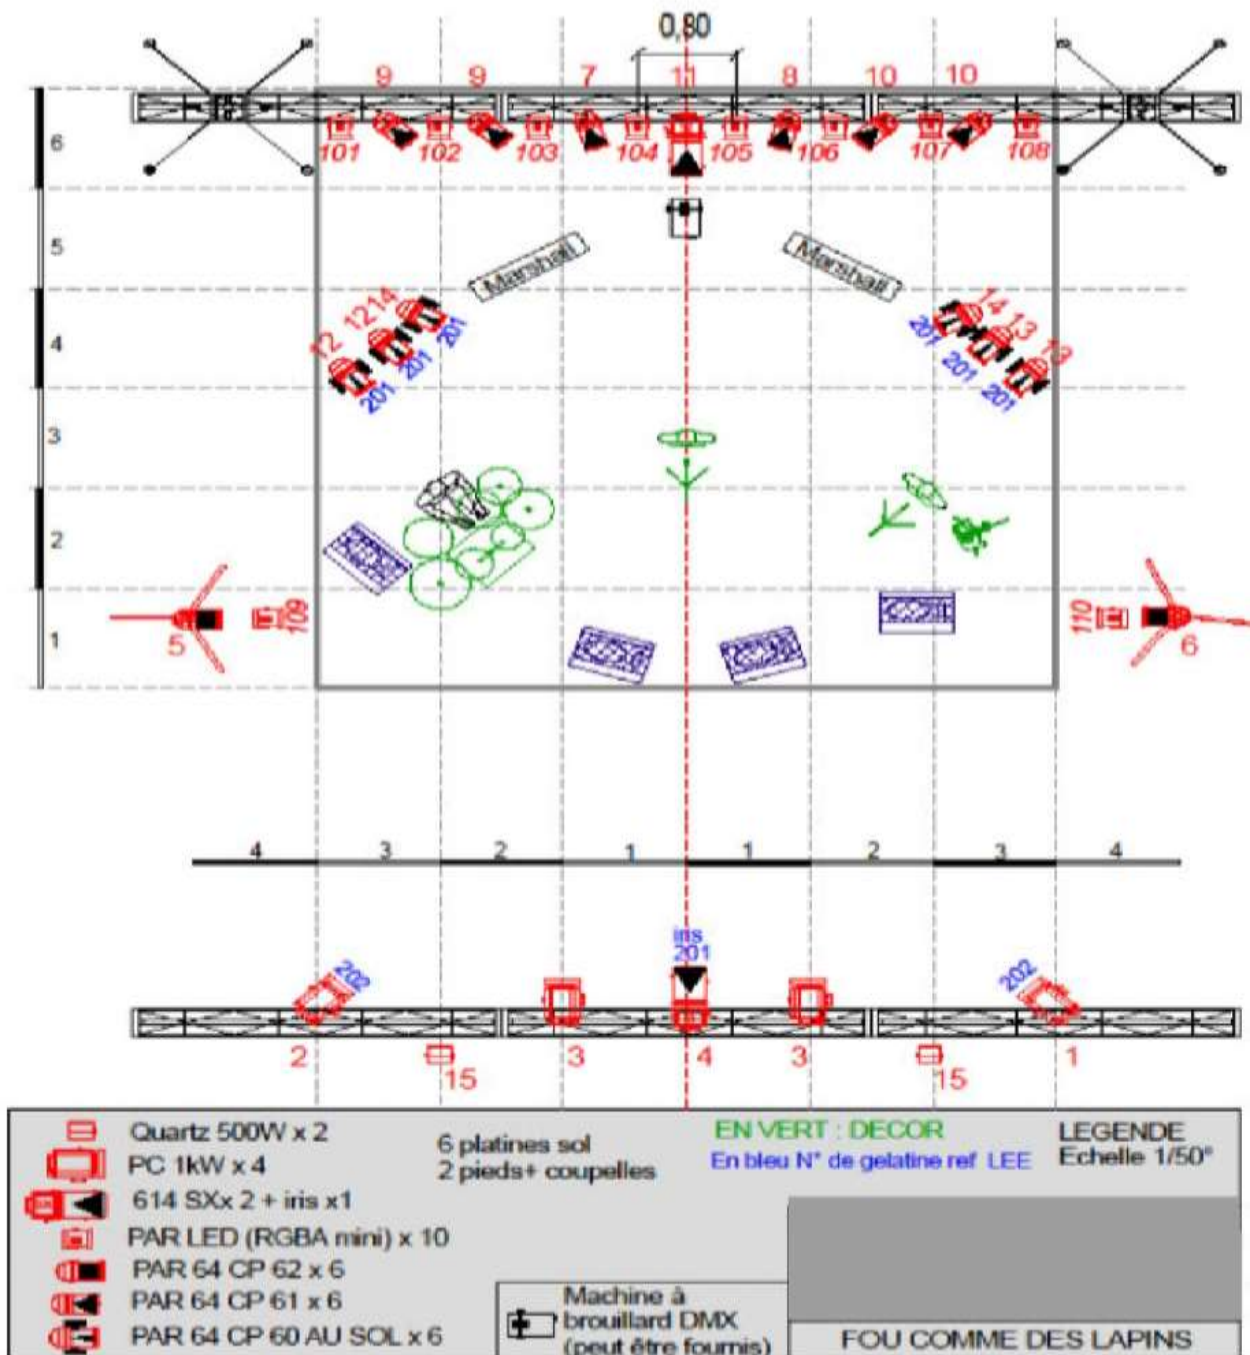 0,80
9 9 7 11 8 10 10
101 102 103 104 105 106 107 108
6
5
4
3
2
1
Marshall Marshall
12 12 14
201 201 201
14 13 13
201 201 201
109
5
110
6
4 3 2 1 1 2 3 4
iris
201
202
202
2 3 4 3 1
15 15
Quartz 500W x 2
PC 1kW x 4
614 SXx 2 + iris x1
PAR LED (RGBA mini) x 10
PAR 64 CP 62 x 6
PAR 64 CP 61 x 6
PAR 64 CP 60 AU SOL x 6
6 platines sol
2 pieds+ coupelles
EN VERT : DECOR
En bleu N° de gelatine ref LEE
LEGENDE
Echelle 1/50°
Machine à
brouillard DMX
(peut être fournis)
FOU COMME DES LAPINS